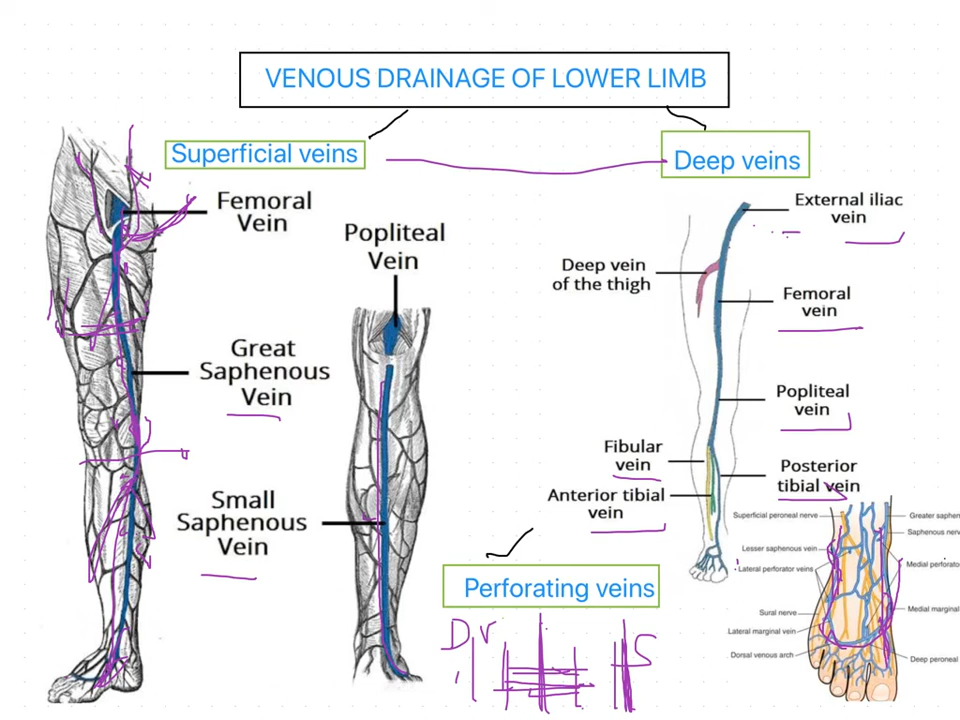 VENOUS DRAINAGE OF LOWER LIMB
Superficial veins
Deep veins
Femoral
Vein
Popliteal
Vein
Great
Saphenous
Vein
Small
Saphenous
Vein
External iliac
vein
Deep vein
of the thigh
Femoral
vein
Popliteal
vein
Fibular
vein
Anterior tibial
vein
Posterior
tibial vein
Perforating veins
D v
S
Superficial peroneal nerve
Greater saphen
Saphenous nerv
Lesser saphenous vein
Lateral perforator veins
Medial perforato
Sural nerve
Medial marginal
Lateral marginal vein
Dorsal venous arch
Deep peroneal